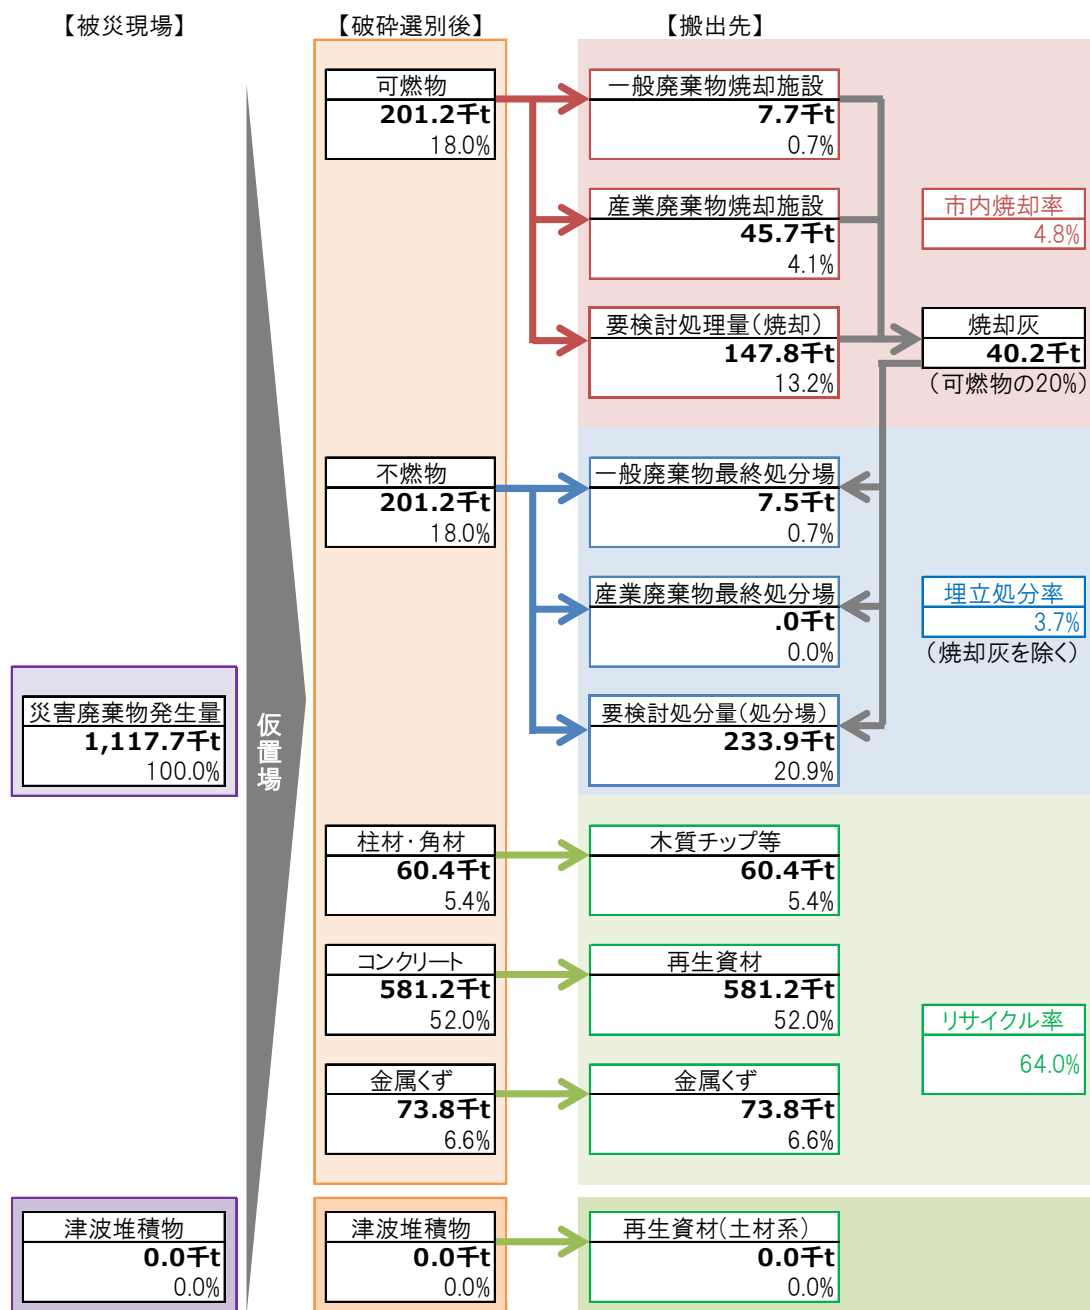 【被災現場】
【破砕選別後】
【搬出先】
可燃物
201.2千t
18.0%
一般廃棄物焼却施設
7.7千t
0.7%
産業廃棄物焼却施設
45.7千t
4.1%
市内焼却率
4.8%
要検討処理量(焼却)
147.8千t
13.2%
焼却灰
40.2千t
(可燃物の20%)
不燃物
201.2千t
18.0%
一般廃棄物最終処分場
7.5千t
0.7%
産業廃棄物最終処分場
.0千t
0.0%
埋立処分率
3.7%
(焼却灰を除く)
災害廃棄物発生量
1,117.7千t
100.0%
仮置場
要検討処分量(処分場)
233.9千t
20.9%
柱材・角材
60.4千t
5.4%
木質チップ等
60.4千t
5.4%
コンクリート
581.2千t
52.0%
再生資材
581.2千t
52.0%
リサイクル率
64.0%
金属くず
73.8千t
6.6%
金属くず
73.8千t
6.6%
津波堆積物
0.0千t
0.0%
津波堆積物
0.0千t
0.0%
再生資材(土材系)
0.0千t
0.0%